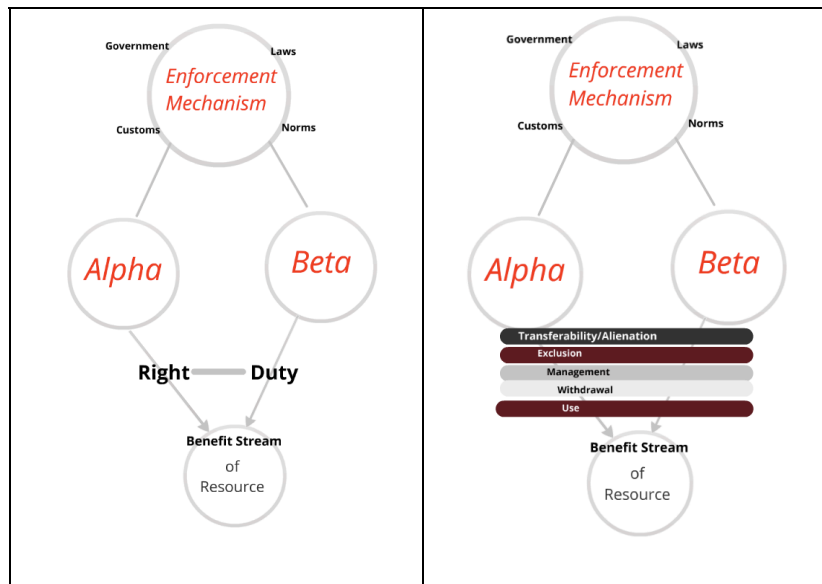 Government
Laws
Enforcement
Mechanism
Customs
Norms
Alpha
Beta
Right
Duty
Benefit Stream
of
Resource
Government
Laws
Enforcement
Mechanism
Customs
Norms
Alpha
Beta
Transferability/Alienation
Exclusion
Management
Withdrawal
Use
Benefit Stream
of
Resource